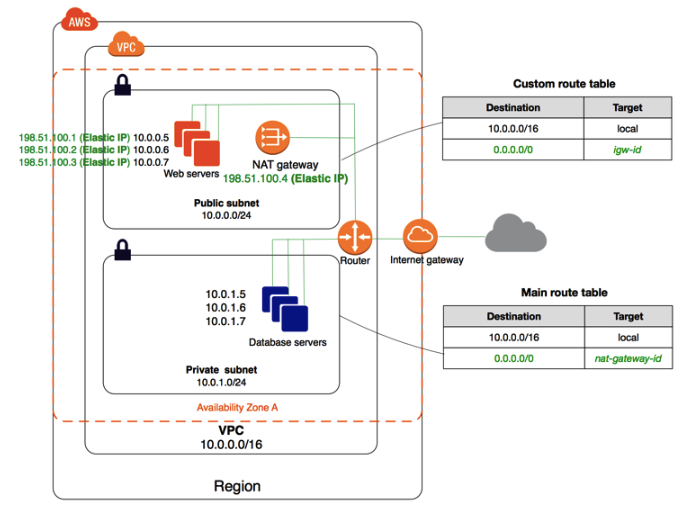 AWS
VPC
Custom route table
Destination Target
10.0.0.0/16 local
0.0.0.0/0 igw-id
198.51.100.1 (Elastic IP) 10.0.0.5
198.51.100.2 (Elastic IP) 10.0.0.6
198.51.100.3 (Elastic IP) 10.0.0.7
Web servers
NAT gateway
198.51.100.4 (Elastic IP)
Public subnet
10.0.0.0/24
Router
Internet gateway
10.0.1.5
10.0.1.6
10.0.1.7
Database servers
Main route table
Destination Target
10.0.0.0/16 local
0.0.0.0/0 nat-gateway-id
Private subnet
10.0.1.0/24
Availability Zone A
VPC
10.0.0.0/16
Region